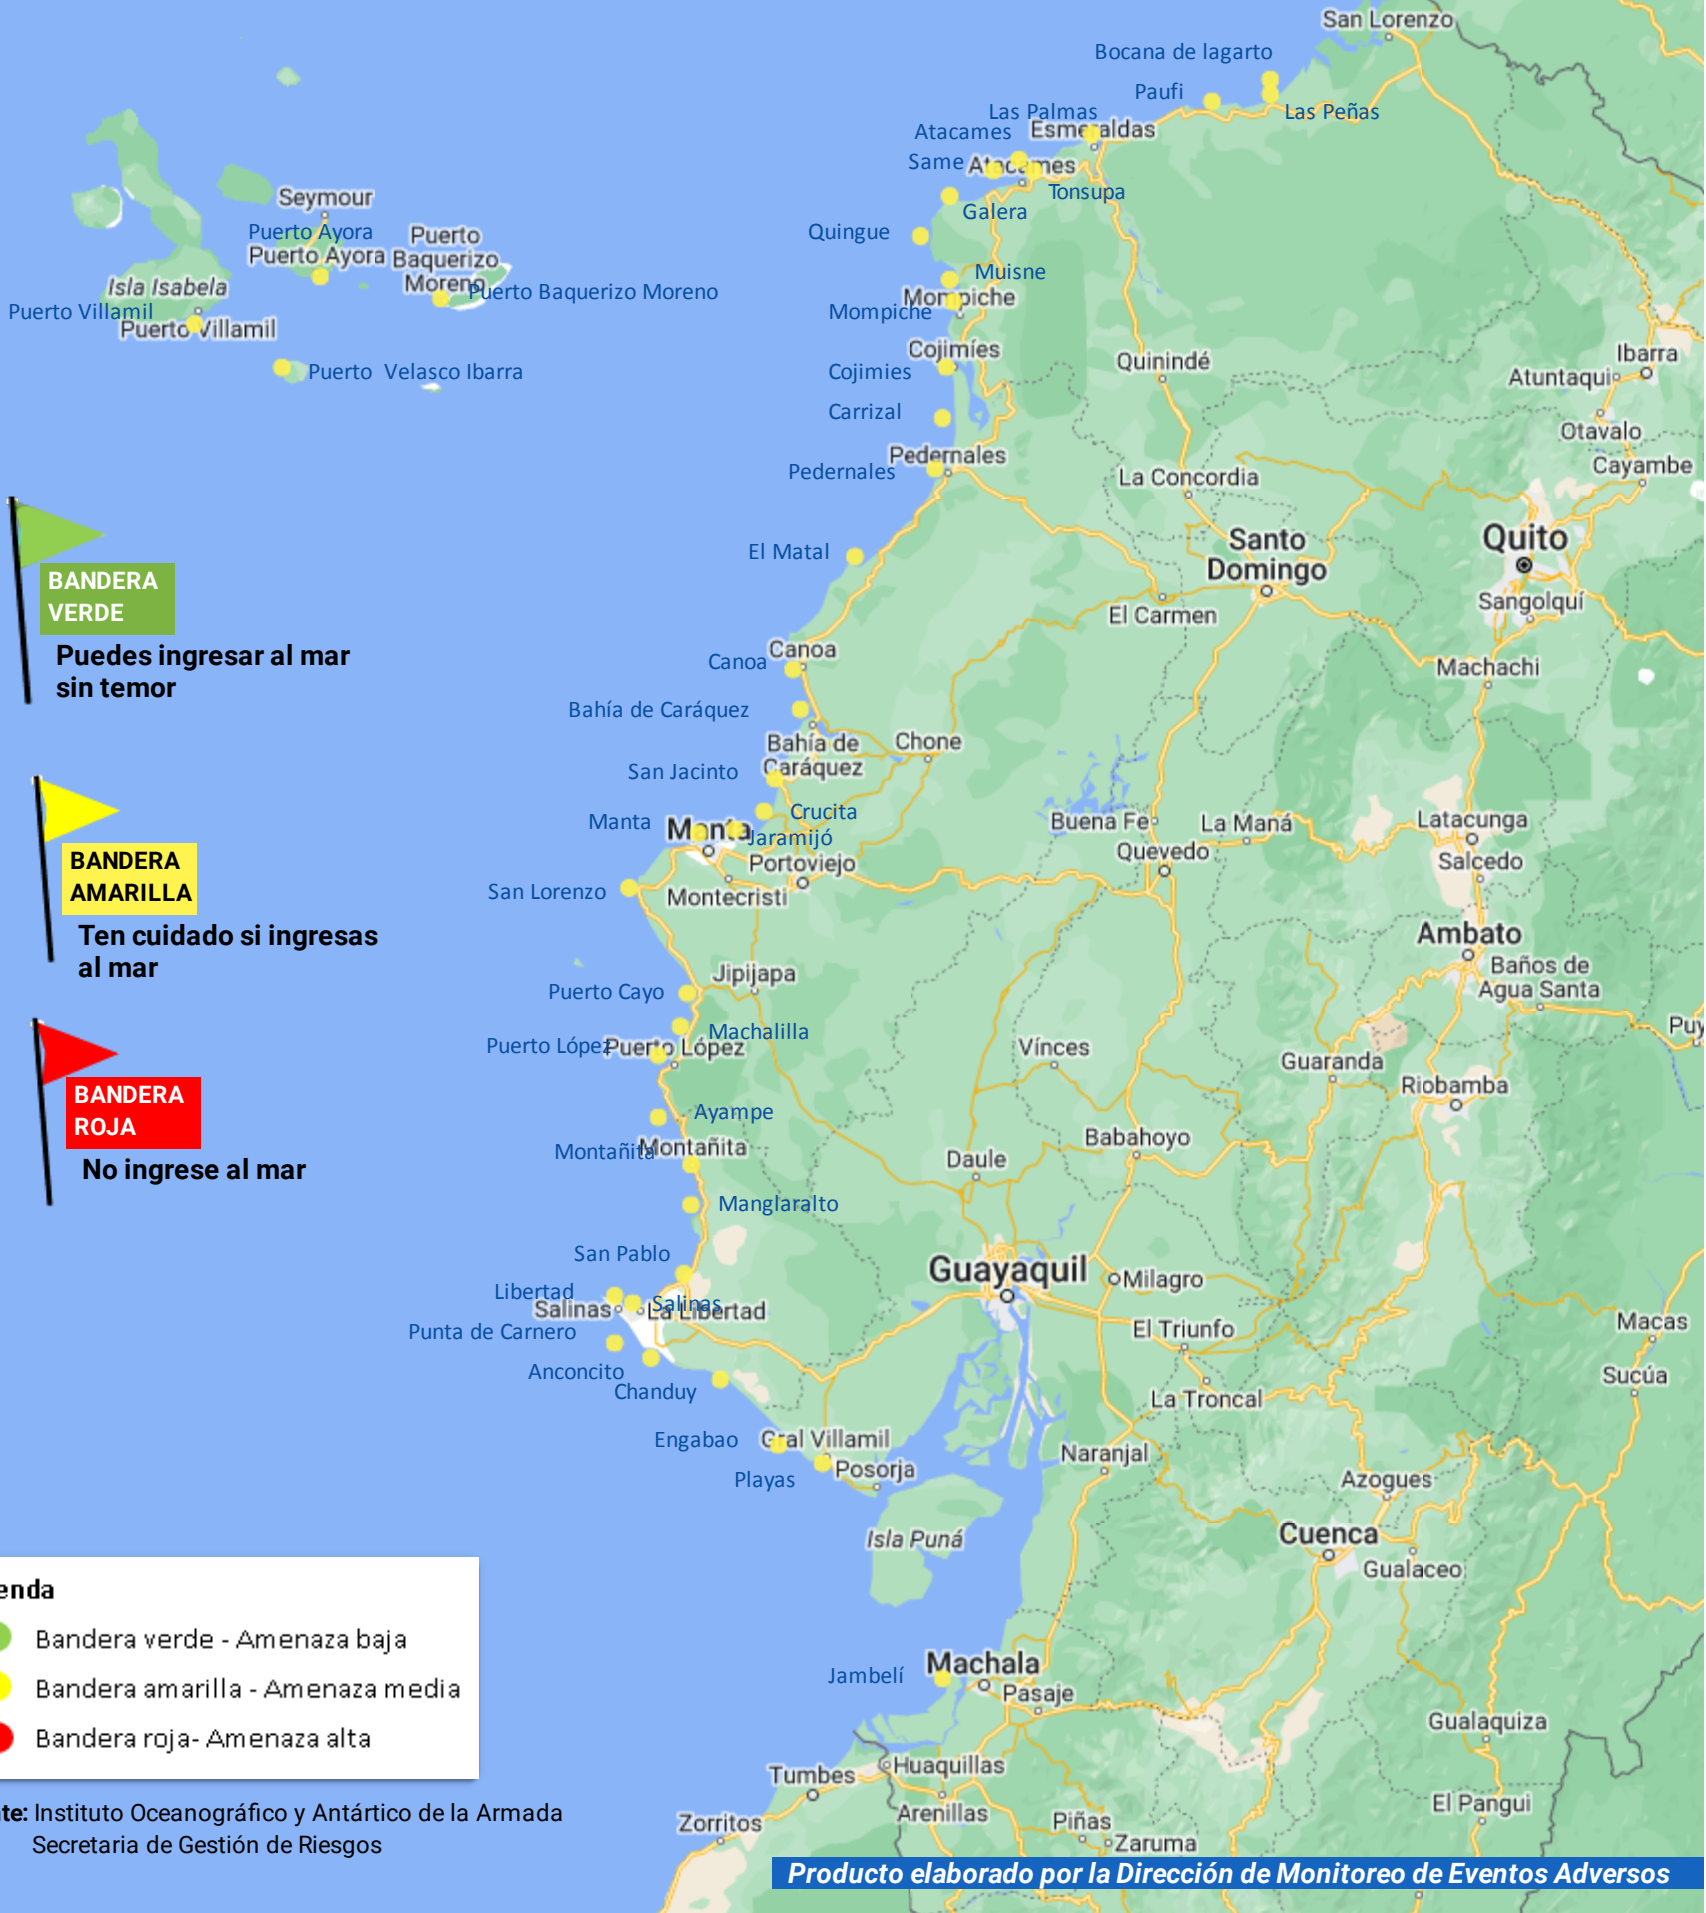 San Lorenzo
Bocana de lagarto
Paufi
Las Peñas
Las Palmas
Esmeraldas
Atacames
Same
Atacames
Tonsupa
Galera
Quingue
Muisne
Mompiche
Mompiche
Cojimíes
Cojimies
Carrizal
Pedernales
Pedernales
El Matal
Canoa
Canoa
Bahía de Caráquez
Bahía de
Caráquez
Chone
San Jacinto
Crucita
Manta
Manta
Jaramijó
Portoviejo
Montecristi
San Lorenzo
Jipijapa
Puerto Cayo
Machalilla
Puerto López
Puerto López
Ayampe
Montañita
Montañita
Manglaralto
San Pablo
Libertad
Salinas
Salinas
La Libertad
Punta de Carnero
Anconcito
Chanduy
Engabao
Gral Villamil
Playas
Posorja
Isla Puná
Jambelí
Machala
Pasaje
Huaquillas
Tumbes
Arenillas
Zorritos
Piñas
Zaruma
Seymour
Puerto Ayora
Puerto Ayora
Puerto
Baquerizo
Moreno
Puerto Baquerizo Moreno
Isla Isabela
Puerto Villamil
Puerto Villamil
Puerto Velasco Ibarra
Quinindé
Ibarra
Atuntaqui
Otavalo
Cayambe
La Concordia
Santo
Domingo
Quito
Sangolquí
El Carmen
Machachi
Buena Fe
La Maná
Latacunga
Quevedo
Salcedo
Ambato
Baños de
Agua Santa
Puy
Vínces
Guaranda
Riobamba
Babahoyo
Daule
Guayaquil
Milagro
El Triunfo
Macas
Sucúa
La Troncal
Naranjal
Azogues
Cuenca
Gualaceo
Gualaquiza
El Pangui
BANDERA
VERDE
Puedes ingresar al mar
sin temor
BANDERA
AMARILLA
Ten cuidado si ingresas
al mar
BANDERA
ROJA
No ingrese al mar
enda
Bandera verde - Amenaza baja
Bandera amarilla - Amenaza media
Bandera roja- Amenaza alta
te: Instituto Oceanográfico y Antártico de la Armada
Secretaria de Gestión de Riesgos
Producto elaborado por la Dirección de Monitoreo de Eventos Adversos